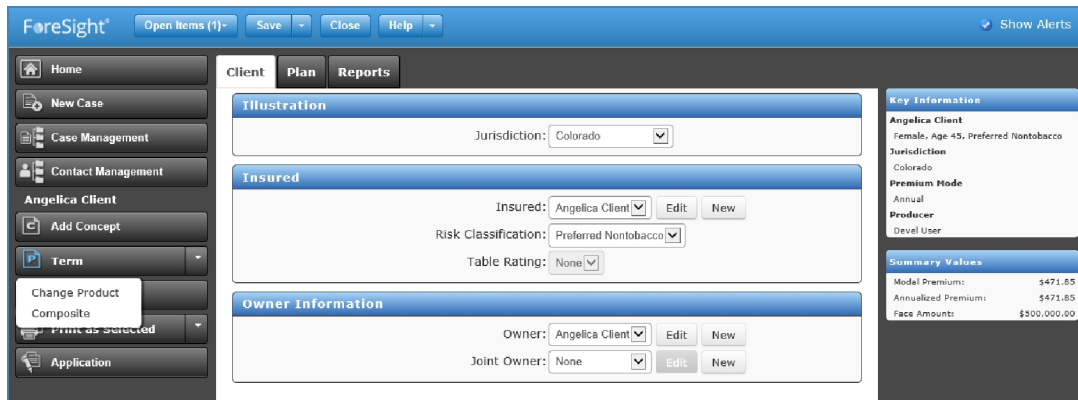 ForeSight®
Open Items (1)
Save
Close
Help
Show Alerts
Home
New Case
Case Management
Contact Management
Angelica Client
Add Concept
Term
Change Product
Composite
Print as Selected
Application
Client
Plan
Reports
Illustration
Jurisdiction: Colorado
Insured
Insured: Angelica Client Edit New
Risk Classification: Preferred Nontobacco
Table Rating: None
Owner Information
Owner: Angelica Client Edit New
Joint Owner: None Edit New
Key Information
Angelica Client
Female, Age 45, Preferred Nontobacco
Jurisdiction
Colorado
Premium Mode
Annual
Producer
Devel User
Summary Values
Modal Premium: $471.85
Annualized Premium: $471.85
Face Amount: $500,000.00